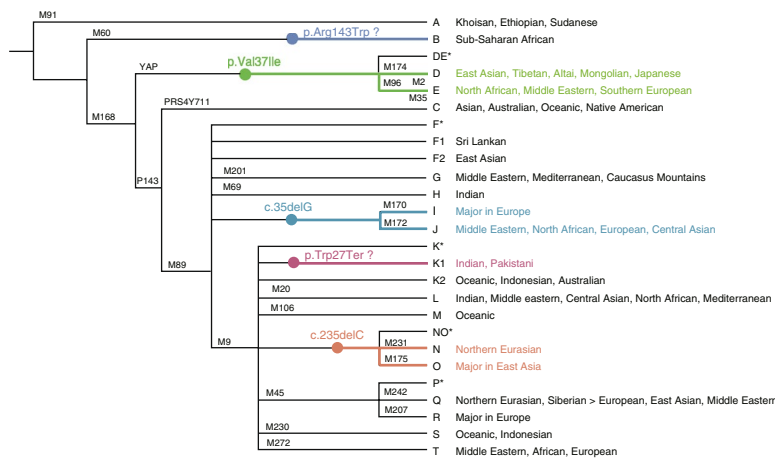 M91 A Khoisan, Ethiopian, Sudanese
M60 p.Arg143Trp ? B Sub-Saharan African
DE*
YAP p.Val37Ile M174 D East Asian, Tibetan, Altai, Mongolian, Japanese
M96 M2 E North African, Middle Eastern, Southern European
M35
PRS4Y711 C Asian, Australian, Oceanic, Native American
M168 F*
F1 Sri Lankan
F2 East Asian
M201 G Middle Eastern, Mediterranean, Caucasus Mountains
P143 M69 H Indian
c.35delG M170 I Major in Europe
M172 J Middle Eastern, North African, European, Central Asian
K*
p.Trp27Ter ? K1 Indian, Pakistani
M89 K2 Oceanic, Indonesian, Australian
M20 L Indian, Middle eastern, Central Asian, North African, Mediterranean
M106 M Oceanic
NO*
M9 c.235delC M231 N Northern Eurasian
M175 O Major in East Asia
P*
M45 M242 Q Northern Eurasian, Siberian > European, East Asian, Middle Eastern
M207 R Major in Europe
M230 S Oceanic, Indonesian
M272 T Middle Eastern, African, European